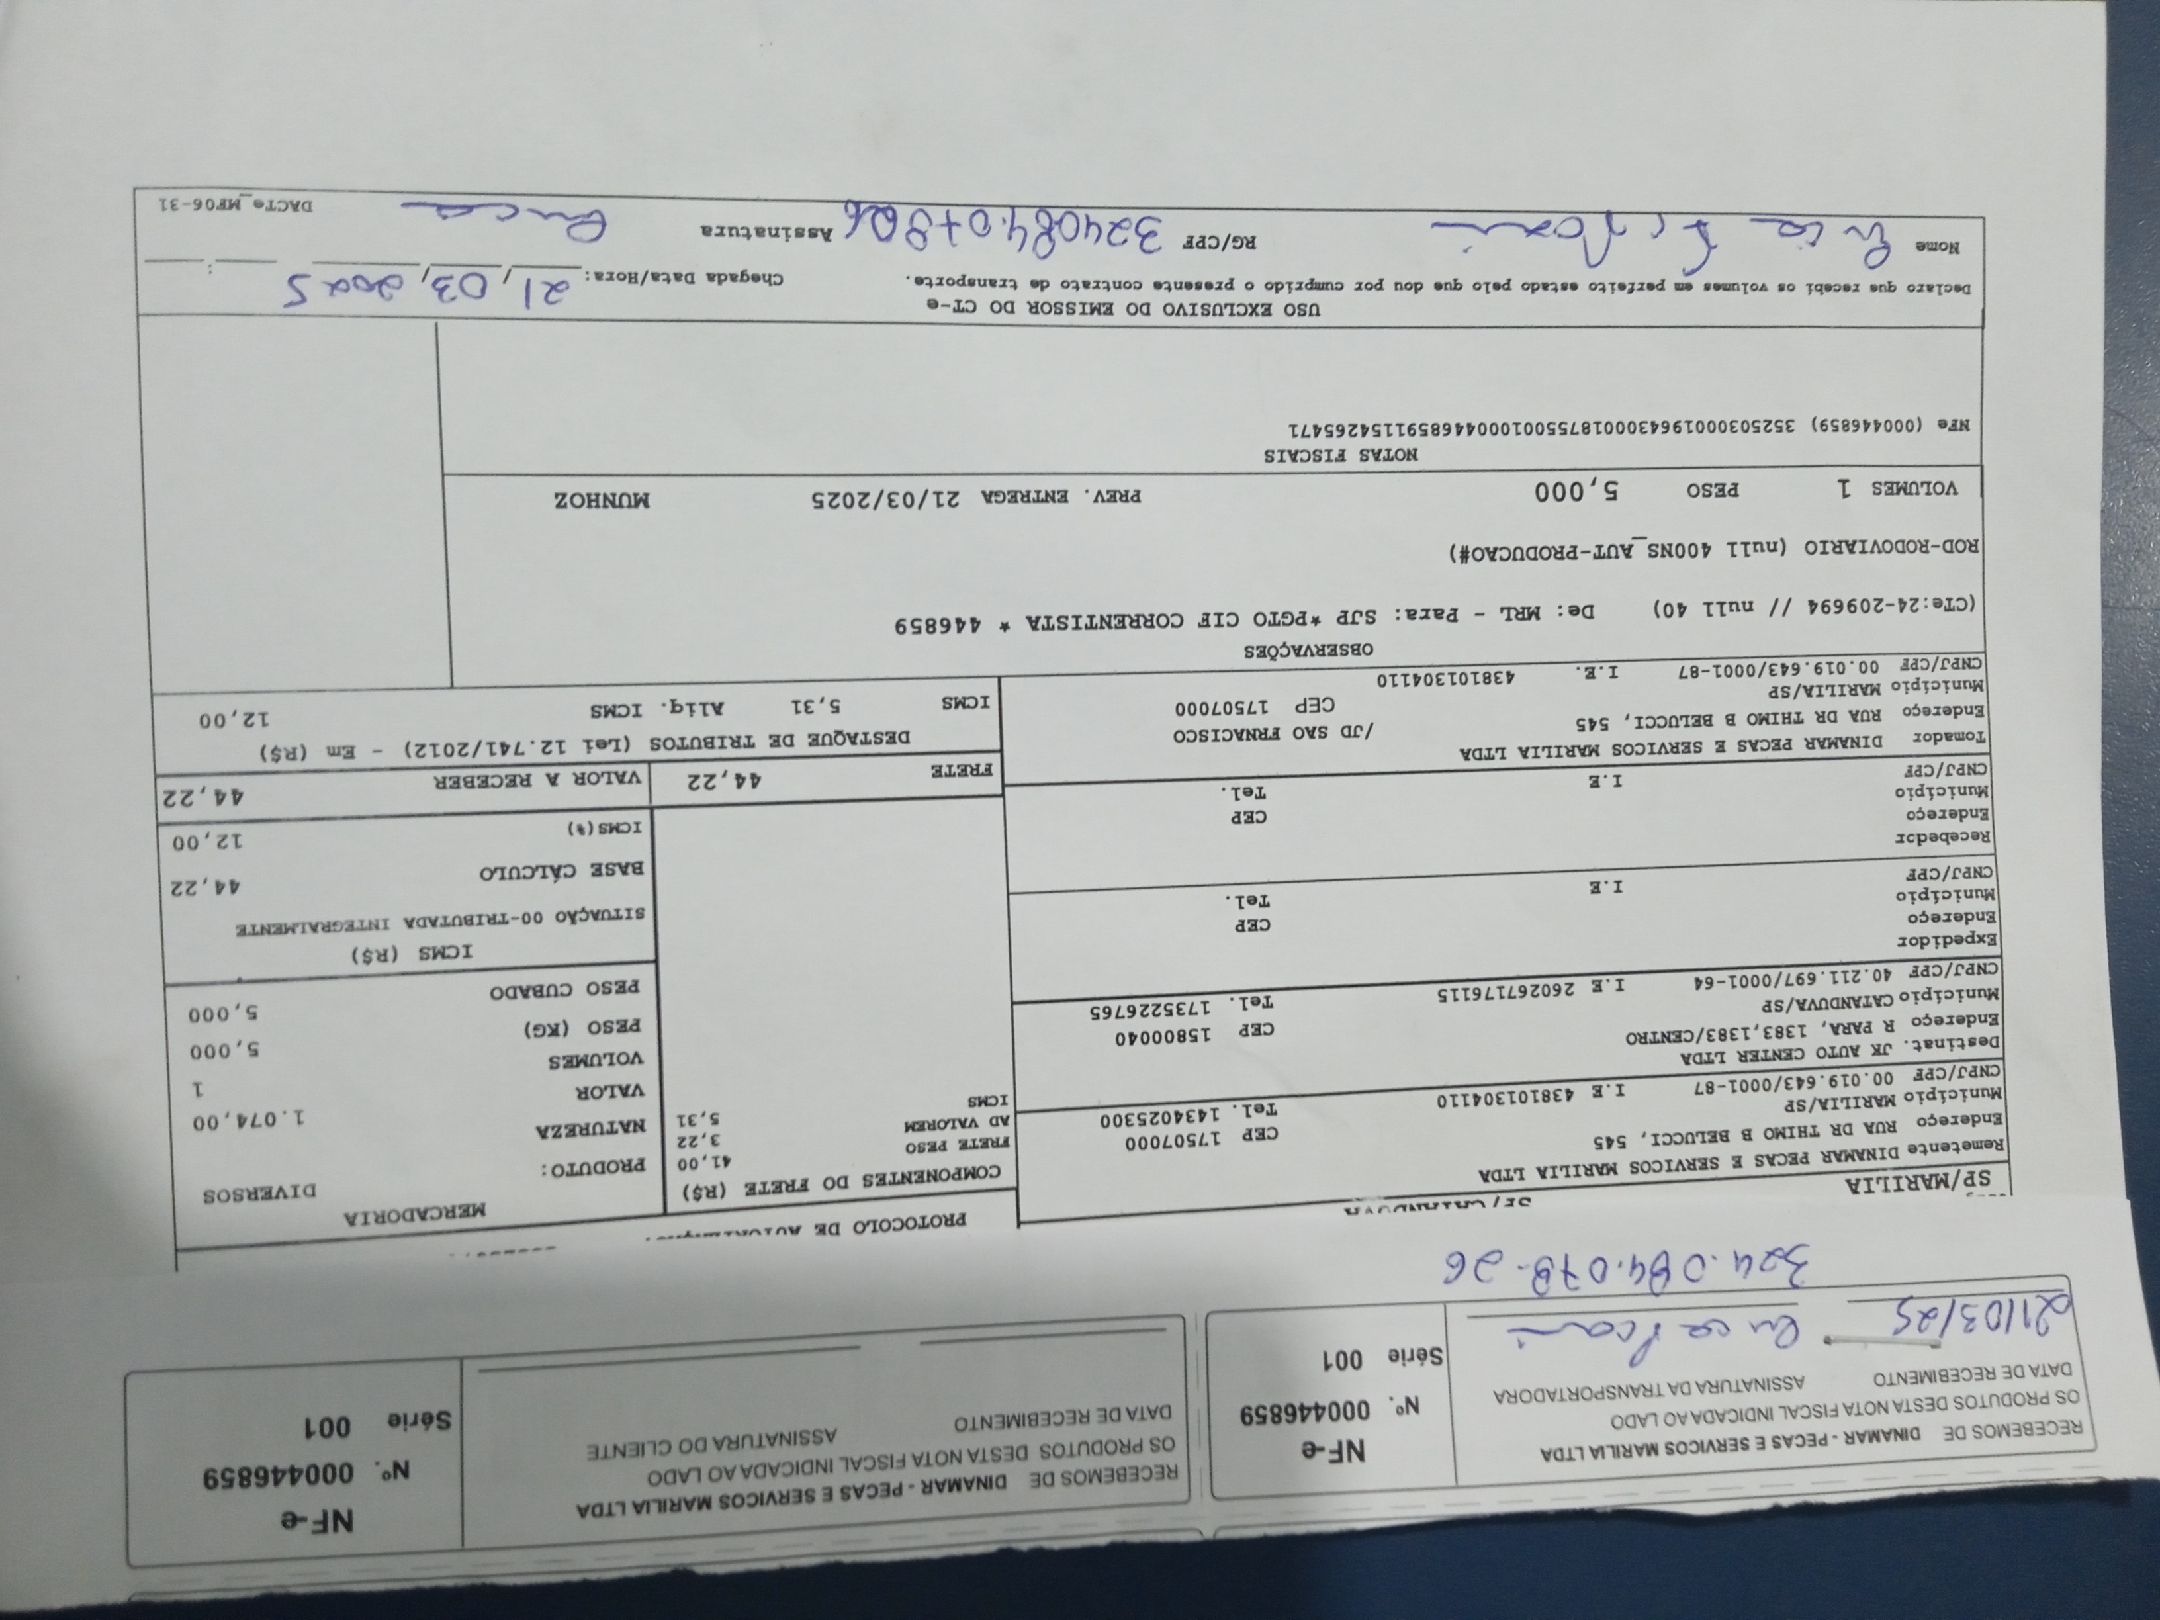 RECEBEMOS DE DINAMAR - PECAS E SERVICOS MARILIA LTDA
OS PRODUTOS DESTA NOTA FISCAL INDICADA AO LADO
DATA DE RECEBIMENTO ASSINATURA DA TRANSPORTADORA
21/03/25
NF-e
Nº. 000446859
Série 001
324.084.078-26
RECEBEMOS DE DINAMAR - PECAS E SERVICOS MARILIA LTDA
OS PRODUTOS DESTA NOTA FISCAL INDICADA AO LADO
DATA DE RECEBIMENTO ASSINATURA DO CLIENTE
NF-e
Nº. 000446859
Série 001
SP/MARILIA SP/CATANDUVA
PROTOCOLO DE
Remetente DINAMAR PECAS E SERVICOS MARILIA LTDA
Endereço RUA DR THIMO B BELUCCI, 545 CEP 17507000
Município MARILIA/SP Tel. 1434025300
CNPJ/CPF 00.019.643/0001-87 I.E 438101304110
Destinat. JK AUTO CENTER LTDA
Endereço R PARA, 1383,1383/CENTRO CEP 15800040
Município CATANDUVA/SP Tel. 1735226765
CNPJ/CPF 40.211.697/0001-64 I.E 260267176115
Expedidor
Endereço CEP
Município Tel.
CNPJ/CPF I.E
Recebedor
Endereço CEP
Município Tel.
CNPJ/CPF I.E
Tomador DINAMAR PECAS E SERVICOS MARILIA LTDA
Endereço RUA DR THIMO B BELUCCI, 545 /JD SAO FRNACISCO
Município MARILIA/SP CEP 17507000
CNPJ/CPF 00.019.643/0001-87 I.E. 438101304110
COMPONENTES DO FRETE (R$)
FRETE PESO 41,00
AD VALOREM 3,22
ICMS 5,31
MERCADORIA
PRODUTO: DIVERSOS
NATUREZA
VALOR 1.074,00
VOLUMES 1
PESO (KG) 5,000
PESO CUBADO 5,000
ICMS (R$)
SITUAÇÃO 00-TRIBUTADA INTEGRALMENTE
BASE CÁLCULO 44,22
ICMS(%) 12,00
FRETE 44,22 VALOR A RECEBER 44,22
DESTAQUE DE TRIBUTOS (Lei 12.741/2012) - Em (R$)
ICMS 5,31 Aliq. ICMS 12,00
OBSERVAÇÕES
(CTe:24-209694 // null 40) De: MRL - Para: SJP *PGTO CIF CORRENTISTA * 446859
ROD-RODOVIARIO (null 400NS_AUT-PRODUCAO#)
VOLUMES 1 PESO 5,000 PREV. ENTREGA 21/03/2025 MUNHOZ
NOTAS FISCAIS
NFe (000446859) 35250300019643000187550010004468591154265471
USO EXCLUSIVO DO EMISSOR DO CT-e
Declaro que recebi os volumes em perfeito estado pelo que dou por cumprido o presente contrato de transporte. Chegada Data/Hora: 21/03/2025 :
Nome RG/CPF 32408407826 Assinatura
DACTe_MF06-31